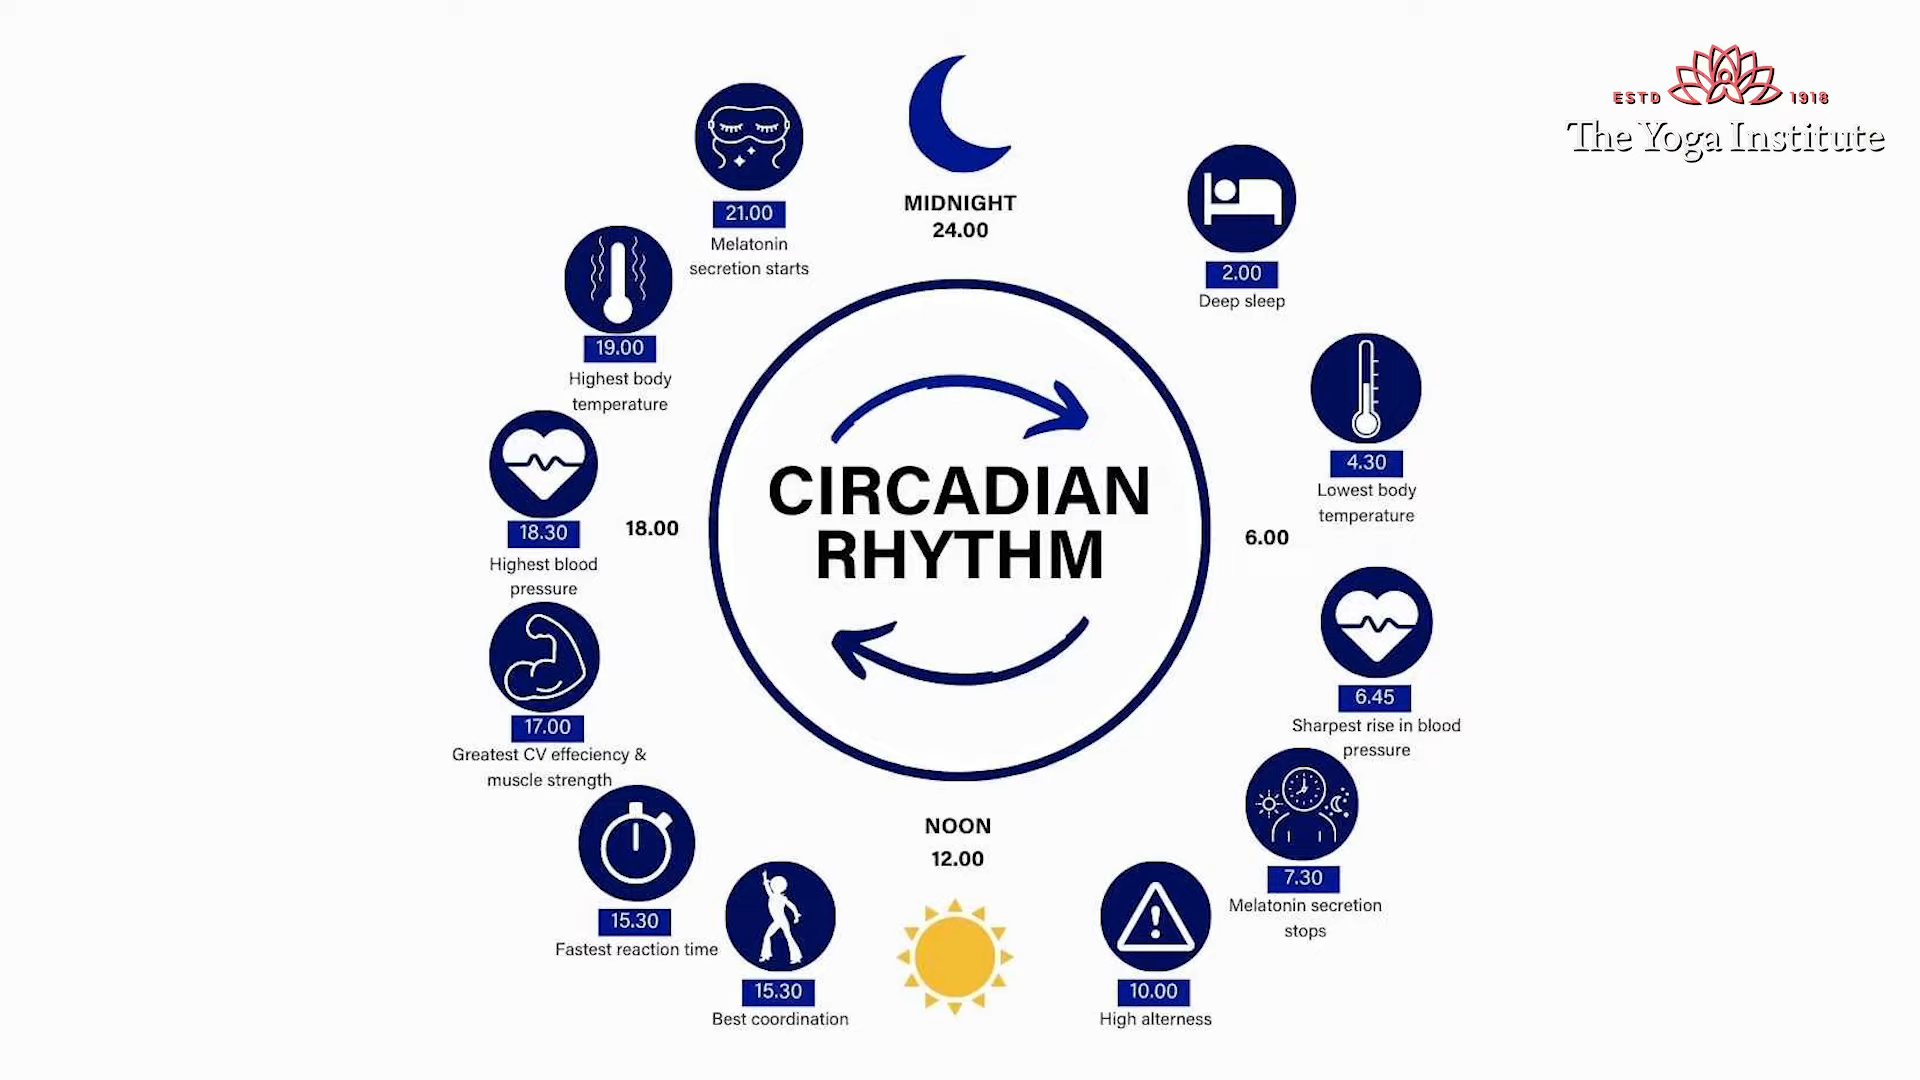 ESTD 1918
The Yoga Institute
MIDNIGHT
24.00
2.00
Deep sleep
4.30
Lowest body
temperature
6.00
6.45
Sharpest rise in blood
pressure
7.30
Melatonin secretion
stops
10.00
High alterness
NOON
12.00
15.30
Best coordination
15.30
Fastest reaction time
17.00
Greatest CV effeciency &
muscle strength
18.00
18.30
Highest blood
pressure
19.00
Highest body
temperature
21.00
Melatonin
secretion starts
CIRCADIAN
RHYTHM